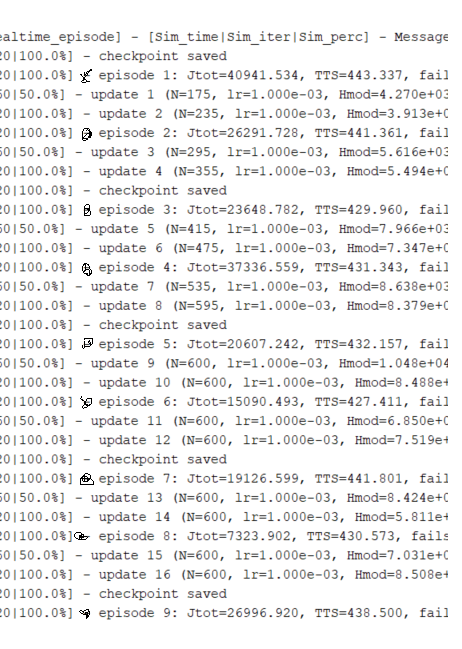 ealtime_episode] - [Sim_time|Sim_iter|Sim_perc] - Message
20|100.0%] - checkpoint saved
20|100.0%] episode 1: Jtot=40941.534, TTS=443.337, fail
60|50.0%] - update 1 (N=175, lr=1.000e-03, Hmod=4.270e+03
20|100.0%] - update 2 (N=235, lr=1.000e-03, Hmod=3.913e+0
20|100.0%] episode 2: Jtot=26291.728, TTS=441.361, fail
60|50.0%] - update 3 (N=295, lr=1.000e-03, Hmod=5.616e+03
20|100.0%] - update 4 (N=355, lr=1.000e-03, Hmod=5.494e+0
20|100.0%] - checkpoint saved
20|100.0%] episode 3: Jtot=23648.782, TTS=429.960, fail
60|50.0%] - update 5 (N=415, lr=1.000e-03, Hmod=7.966e+03
20|100.0%] - update 6 (N=475, lr=1.000e-03, Hmod=7.347e+0
20|100.0%] episode 4: Jtot=37336.559, TTS=431.343, fail
60|50.0%] - update 7 (N=535, lr=1.000e-03, Hmod=8.638e+03
20|100.0%] - update 8 (N=595, lr=1.000e-03, Hmod=8.379e+0
20|100.0%] - checkpoint saved
20|100.0%] episode 5: Jtot=20607.242, TTS=432.157, fail
60|50.0%] - update 9 (N=600, lr=1.000e-03, Hmod=1.048e+04
20|100.0%] - update 10 (N=600, lr=1.000e-03, Hmod=8.488e+
20|100.0%] episode 6: Jtot=15090.493, TTS=427.411, fail
60|50.0%] - update 11 (N=600, lr=1.000e-03, Hmod=6.850e+0
20|100.0%] - update 12 (N=600, lr=1.000e-03, Hmod=7.519e+
20|100.0%] - checkpoint saved
20|100.0%] episode 7: Jtot=19126.599, TTS=441.801, fail
60|50.0%] - update 13 (N=600, lr=1.000e-03, Hmod=8.424e+0
20|100.0%] - update 14 (N=600, lr=1.000e-03, Hmod=5.811e+
20|100.0%] episode 8: Jtot=7323.902, TTS=430.573, fails
60|50.0%] - update 15 (N=600, lr=1.000e-03, Hmod=7.031e+0
20|100.0%] - update 16 (N=600, lr=1.000e-03, Hmod=8.508e+
20|100.0%] - checkpoint saved
20|100.0%] episode 9: Jtot=26996.920, TTS=438.500, fail